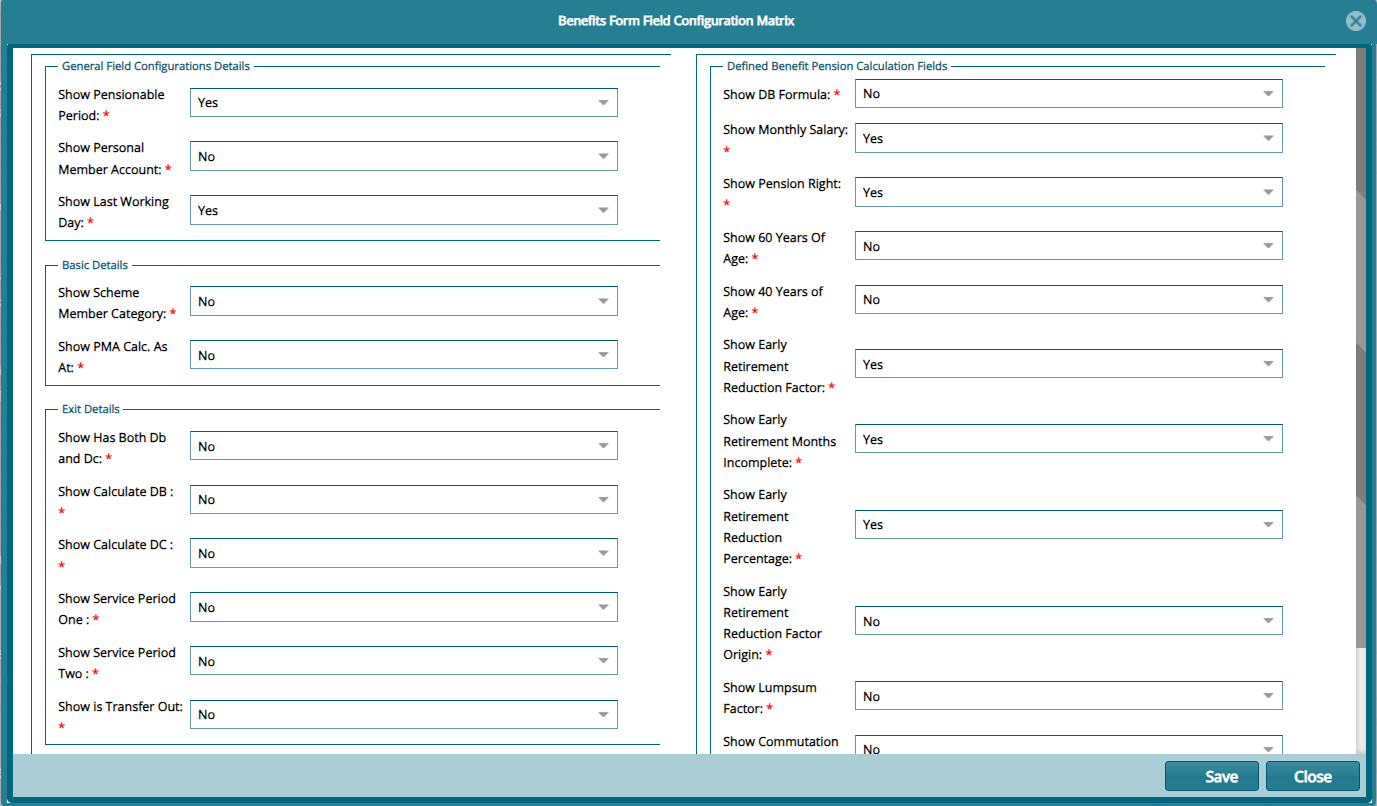 Benefits Form Field Configuration Matrix
General Field Configurations Details
Show Pensionable
Period: *
Yes
Show Personal
Member Account: *
No
Show Last Working
Day: *
Yes
Basic Details
Show Scheme
Member Category: *
No
Show PMA Calc. As
At: *
No
Exit Details
Show Has Both Db
and Dc: *
No
Show Calculate DB :
*
No
Show Calculate DC :
*
No
Show Service Period
One : *
No
Show Service Period
Two : *
No
Show is Transfer Out:
*
No
Defined Benefit Pension Calculation Fields
Show DB Formula: *
No
Show Monthly Salary:
*
Yes
Show Pension Right:
*
Yes
Show 60 Years Of
Age: *
No
Show 40 Years of
Age: *
No
Show Early
Retirement
Reduction Factor: *
Yes
Show Early
Retirement Months
Incomplete: *
Yes
Show Early
Retirement
Reduction
Percentage: *
Yes
Show Early
Retirement
Reduction Factor
Origin: *
No
Show Lumpsum
Factor: *
No
Show Commutation
No
Save
Close